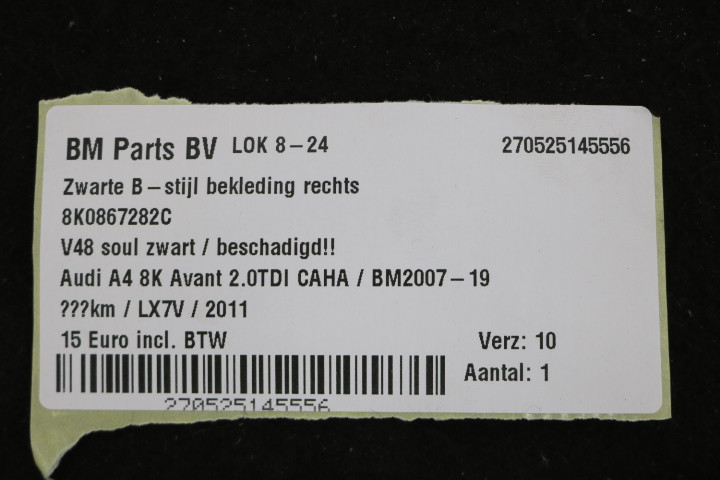 BM Parts BV LOK 8-24 270525145556
Zwarte B-stijl bekleding rechts
8K0867282C
V48 soul zwart / beschadigd!!
Audi A4 8K Avant 2.0TDI CAHA / BM2007-19
???km / LX7V / 2011
15 Euro incl. BTW Verz: 10
Aantal: 1
270525145556